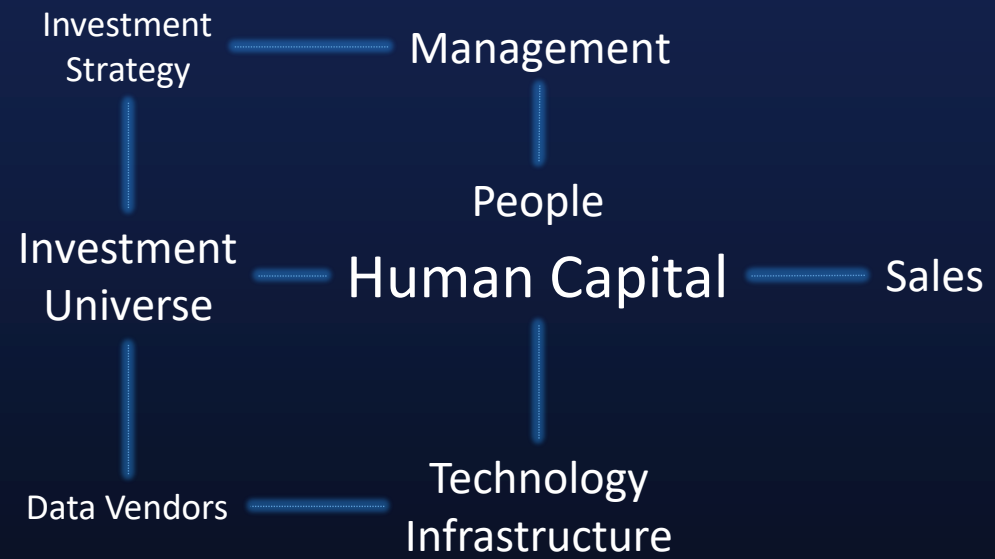 Investment
Strategy
Management
People
Investment
Universe
Human Capital
Sales
Data Vendors
Technology
Infrastructure